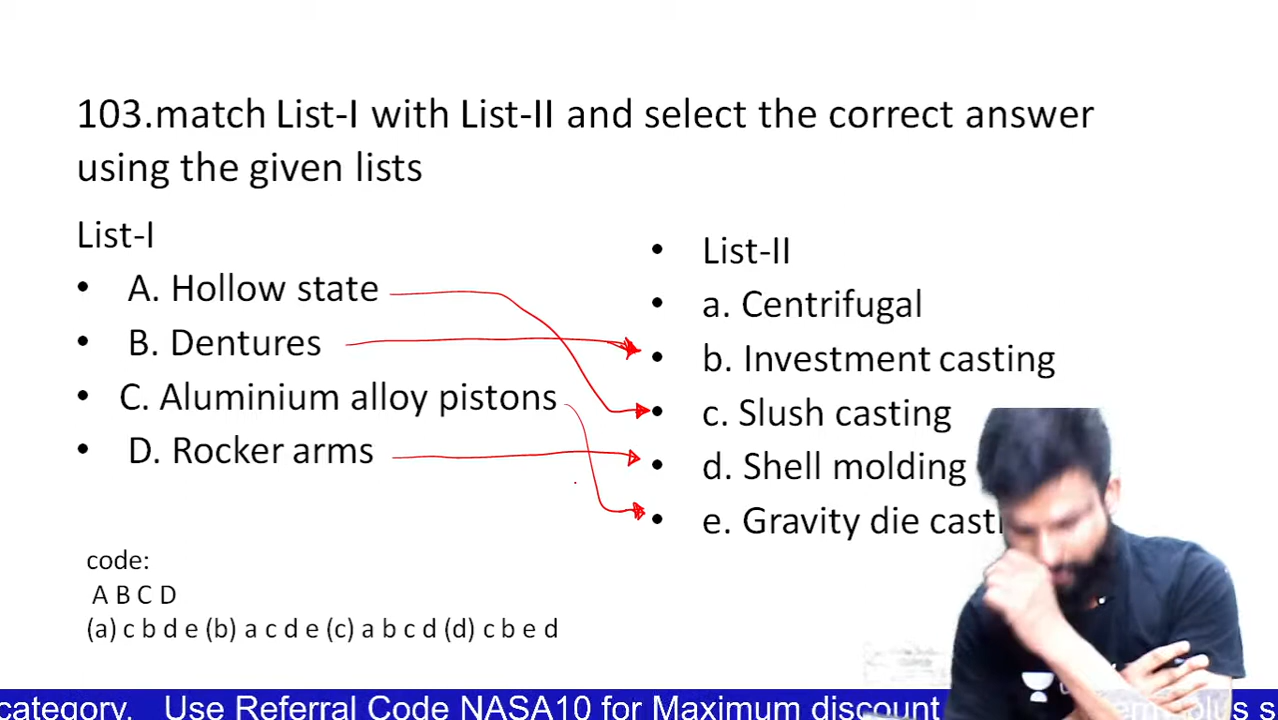 103.match List-I with List-II and select the correct answer
using the given lists
List-I
• A. Hollow state
• B. Dentures
• C. Aluminium alloy pistons
• D. Rocker arms
• List-II
• a. Centrifugal
• b. Investment casting
• c. Slush casting
• d. Shell molding
• e. Gravity die
code:
A B C D
(a) c b d e (b) a c d e (c) a b c d (d) c b e d
category. Use Referral Code NASA10 for Maximum discount